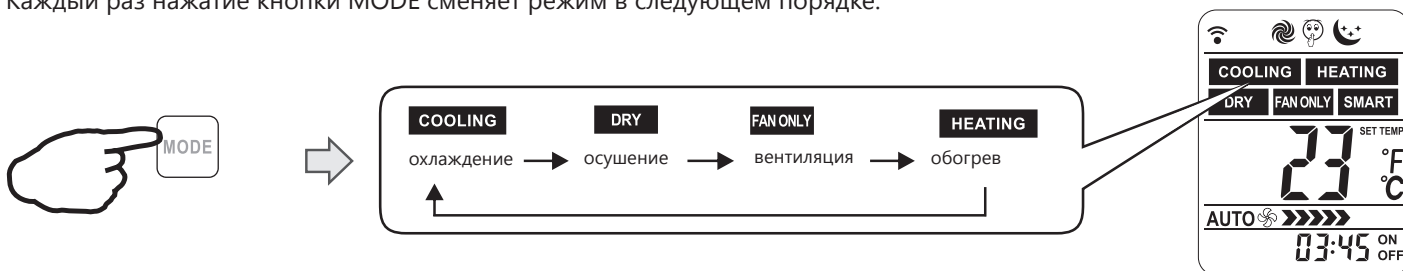 Каждый раз нажатие кнопки MODE сменяет режим в следующем порядке.
MODE
COOLING DRY FAN ONLY HEATING
охлаждение осушение вентиляция обогрев
COOLING HEATING
DRY FAN ONLY SMART
23 SET TEMP
°F
°C
AUTO
03:45 ON
OFF